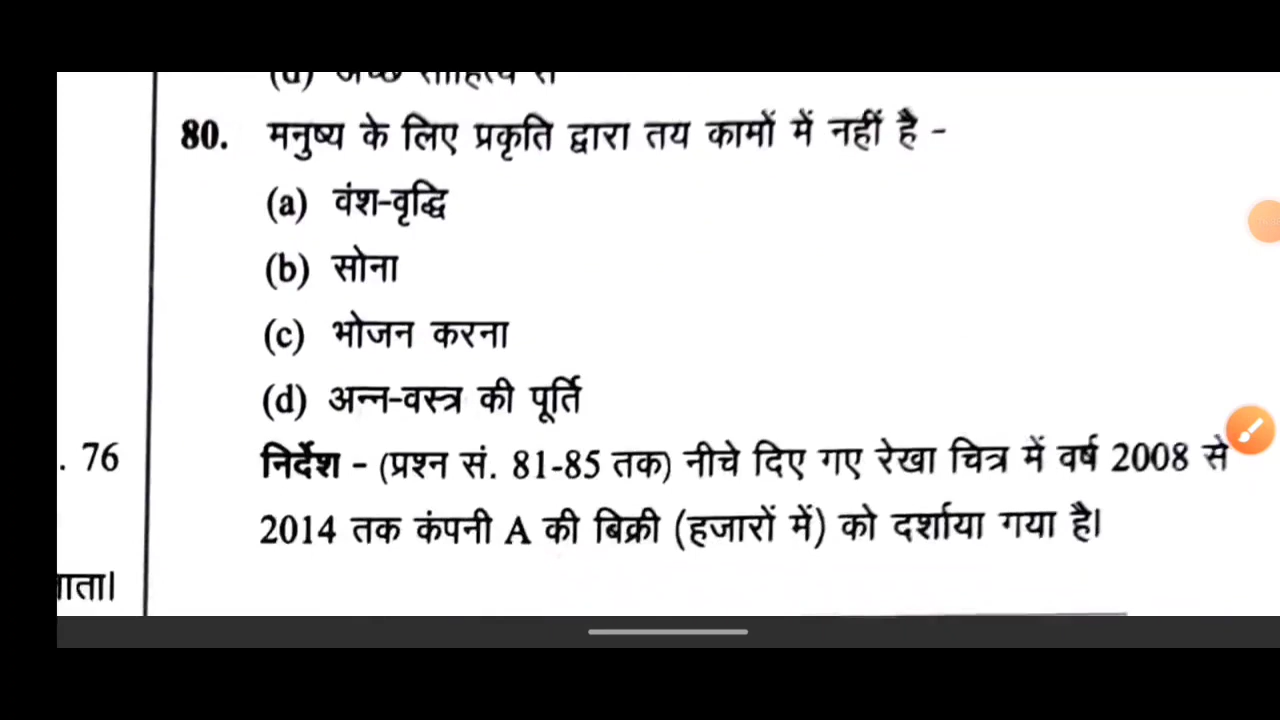 80. मनुष्य के लिए प्रकृति द्वारा तय कामों में नहीं है -
(a) वंश-वृद्धि
(b) सोना
(c) भोजन करना
(d) अन्न-वस्त्र की पूर्ति
. 76
निर्देश - (प्रश्न सं. 81-85 तक) नीचे दिए गए रेखा चित्र में वर्ष 2008 से
2014 तक कंपनी A की बिक्री (हजारों में) को दर्शाया गया है।